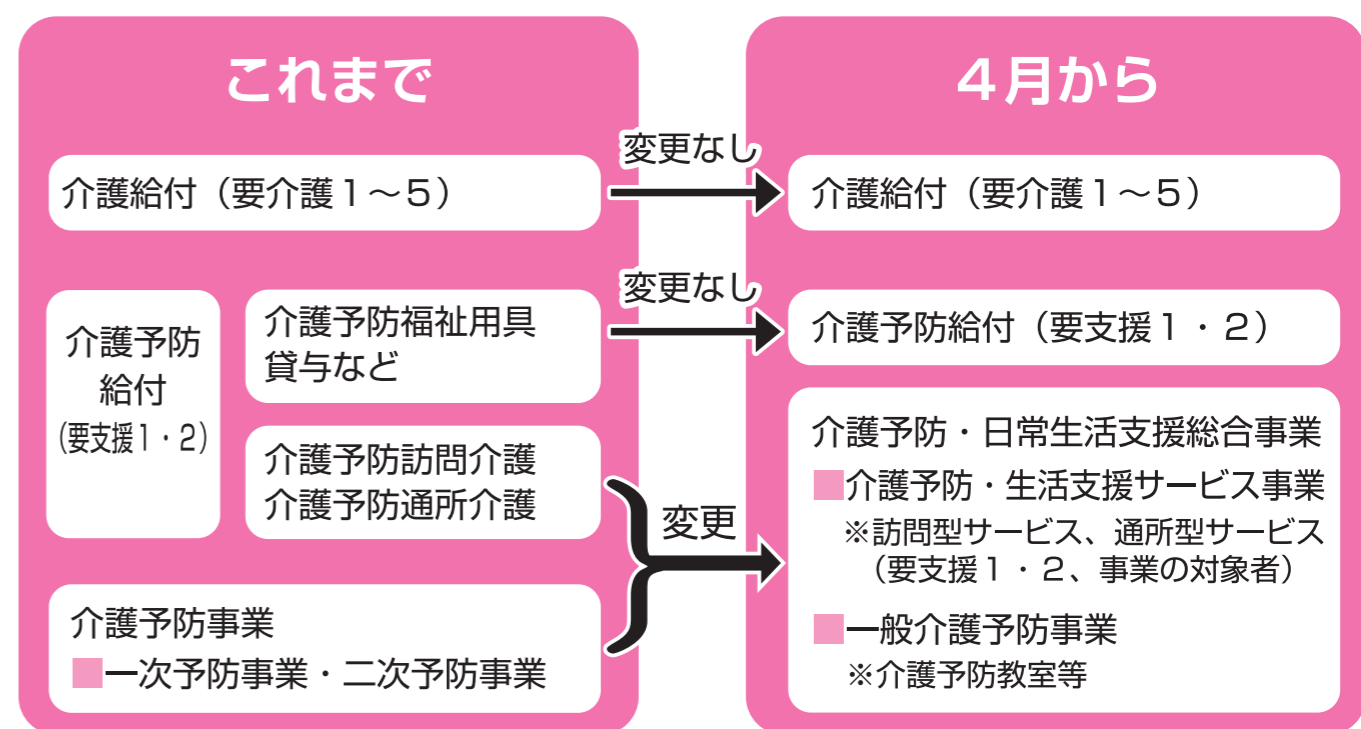 これまで
介護給付（要介護１～５）
介護予防
給付
（要支援１・２）
介護予防福祉用具
貸与など
介護予防訪問介護
介護予防通所介護
介護予防事業
■一次予防事業・二次予防事業
変更なし
変更なし
変更
４月から
介護給付（要介護１～５）
介護予防給付（要支援１・２）
介護予防・日常生活支援総合事業
■介護予防・生活支援サービス事業
※訪問型サービス、通所型サービス
（要支援１・２、事業の対象者）
■一般介護予防事業
※介護予防教室等